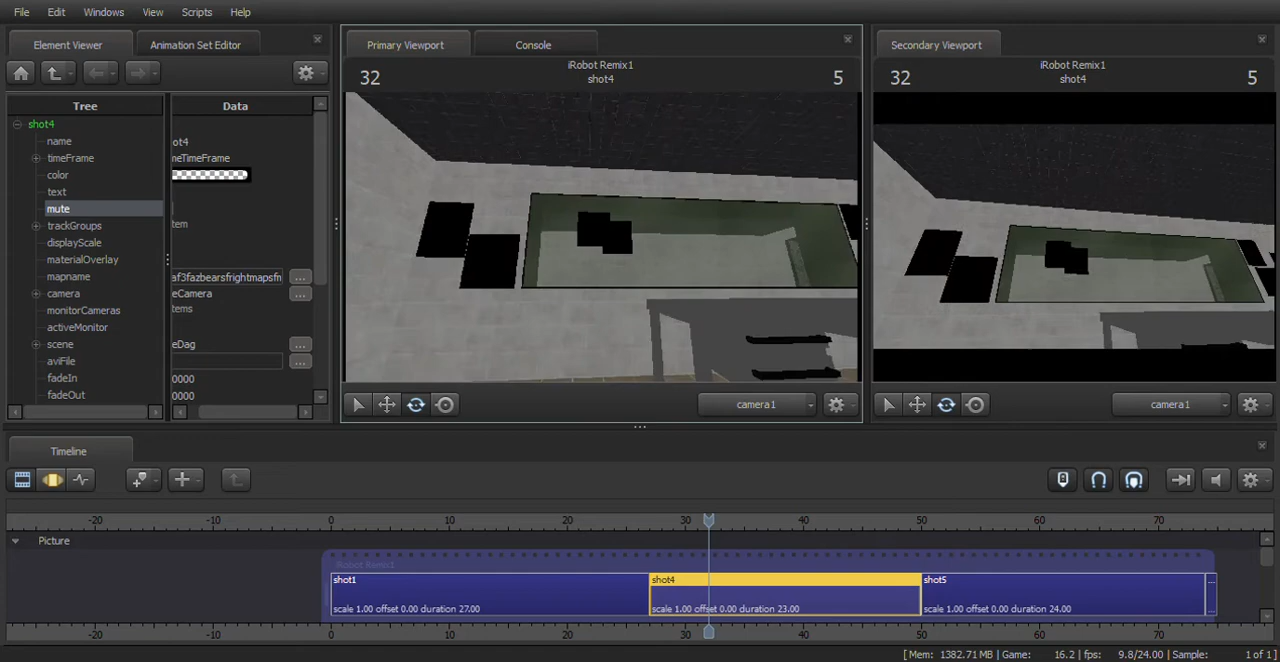 File Edit Windows View Scripts Help
Element Viewer Animation Set Editor Primary Viewport Console Secondary Viewport
32 iRobot Remix1 5 32 iRobot Remix1 5
shot4 shot4
Tree Data
shot4
name ot4
timeFrame meTimeFrame
color
text
mute
trackGroups tem
displayScale
materialOverlay
mapname af3fazbearsfrightmapsfn ...
camera eCamera ...
monitorCameras tems
activeMonitor
scene eDag ...
aviFile ...
fadeIn 0000
fadeOut 0000
camera1 camera1
Timeline
-20 -10 0 10 20 30 40 50 60 70
Picture
iRobot Remix1
shot1 shot4 shot5 ...
scale 1.00 offset 0.00 duration 27.00 scale 1.00 offset 0.00 duration 23.00 scale 1.00 offset 0.00 duration 24.00 ...
-20 -10 0 10 20 30 40 50 60 70
[ Mem: 1382.71 MB | Game: 16.2 | fps: 9.8/24.00 | Sample: 1 of 1 ]